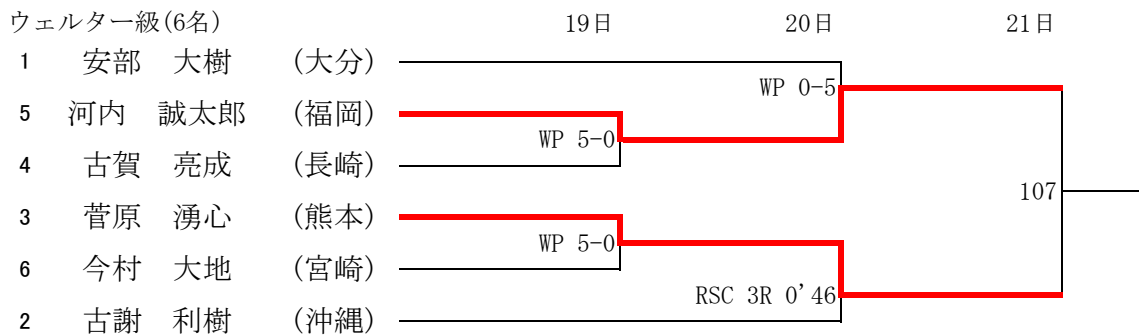 ウェルター級(6名) 19日 20日 21日
1 安部 大樹 (大分)
WP 0-5
5 河内 誠太郎 (福岡)
WP 5-0
4 古賀 亮成 (長崎)
107
3 菅原 湧心 (熊本)
WP 5-0
6 今村 大地 (宮崎)
RSC 3R 0'46
2 古謝 利樹 (沖縄)